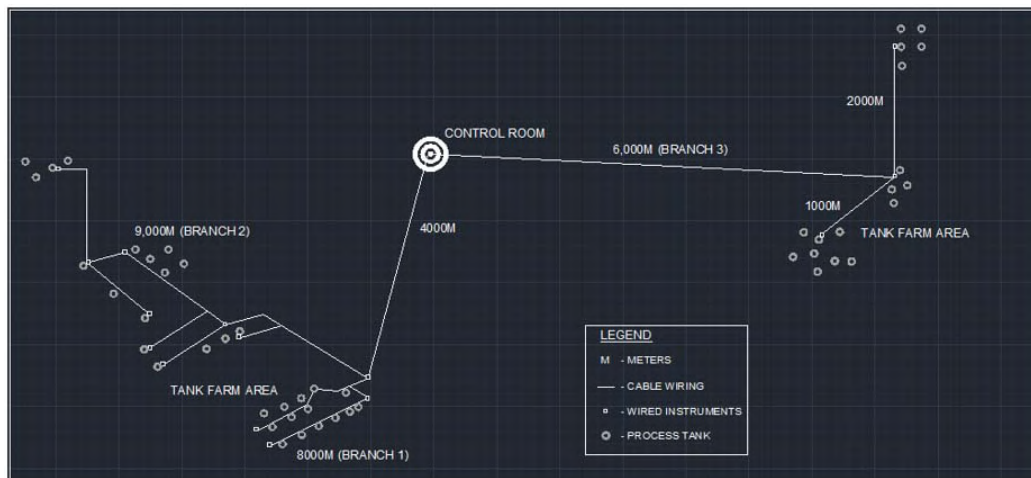 2000M
CONTROL ROOM
6,000M (BRANCH 3)
1000M
9,000M (BRANCH 2)
4000M
TANK FARM AREA
LEGEND
M - METERS
- CABLE WIRING
- WIRED INSTRUMENTS
- PROCESS TANK
TANK FARM AREA
8000M (BRANCH 1)